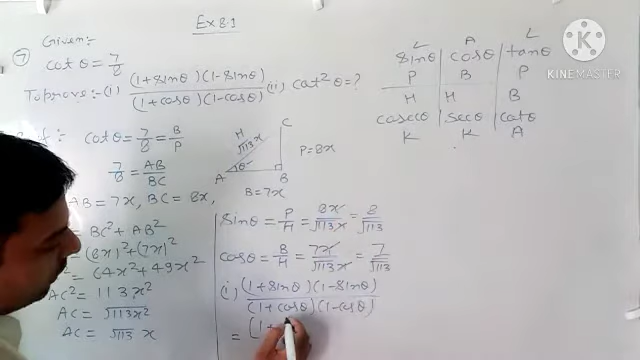 Ex 8.1
Given:-
⑦ cot θ = 7/8
To prove:- (i) (1+sinθ)(1-sinθ) / (1+cosθ)(1-cosθ) (ii) cot² θ = ?
cot θ = 7/8 = B/P
7/8 = AB/BC
AB = 7x, BC = 8x,
= BC² + AB²
= (8x)² + (7x)²
= 64x² + 49x²
AC² = 113x²
AC = √113x²
AC = √113 x
C
H
√113x
P = 8x
θ
A
B
B = 7x
sinθ = P/H = 8x/√113x = 8/√113
cosθ = B/H = 7x/√113x = 7/√113
(i) (1+sinθ)(1-sinθ) / (1+cosθ)(1-cosθ)
= (1+
L A L
sinθ cosθ tanθ
P B P
H H B
cosecθ secθ cotθ
K K A
K
KINEMASTER